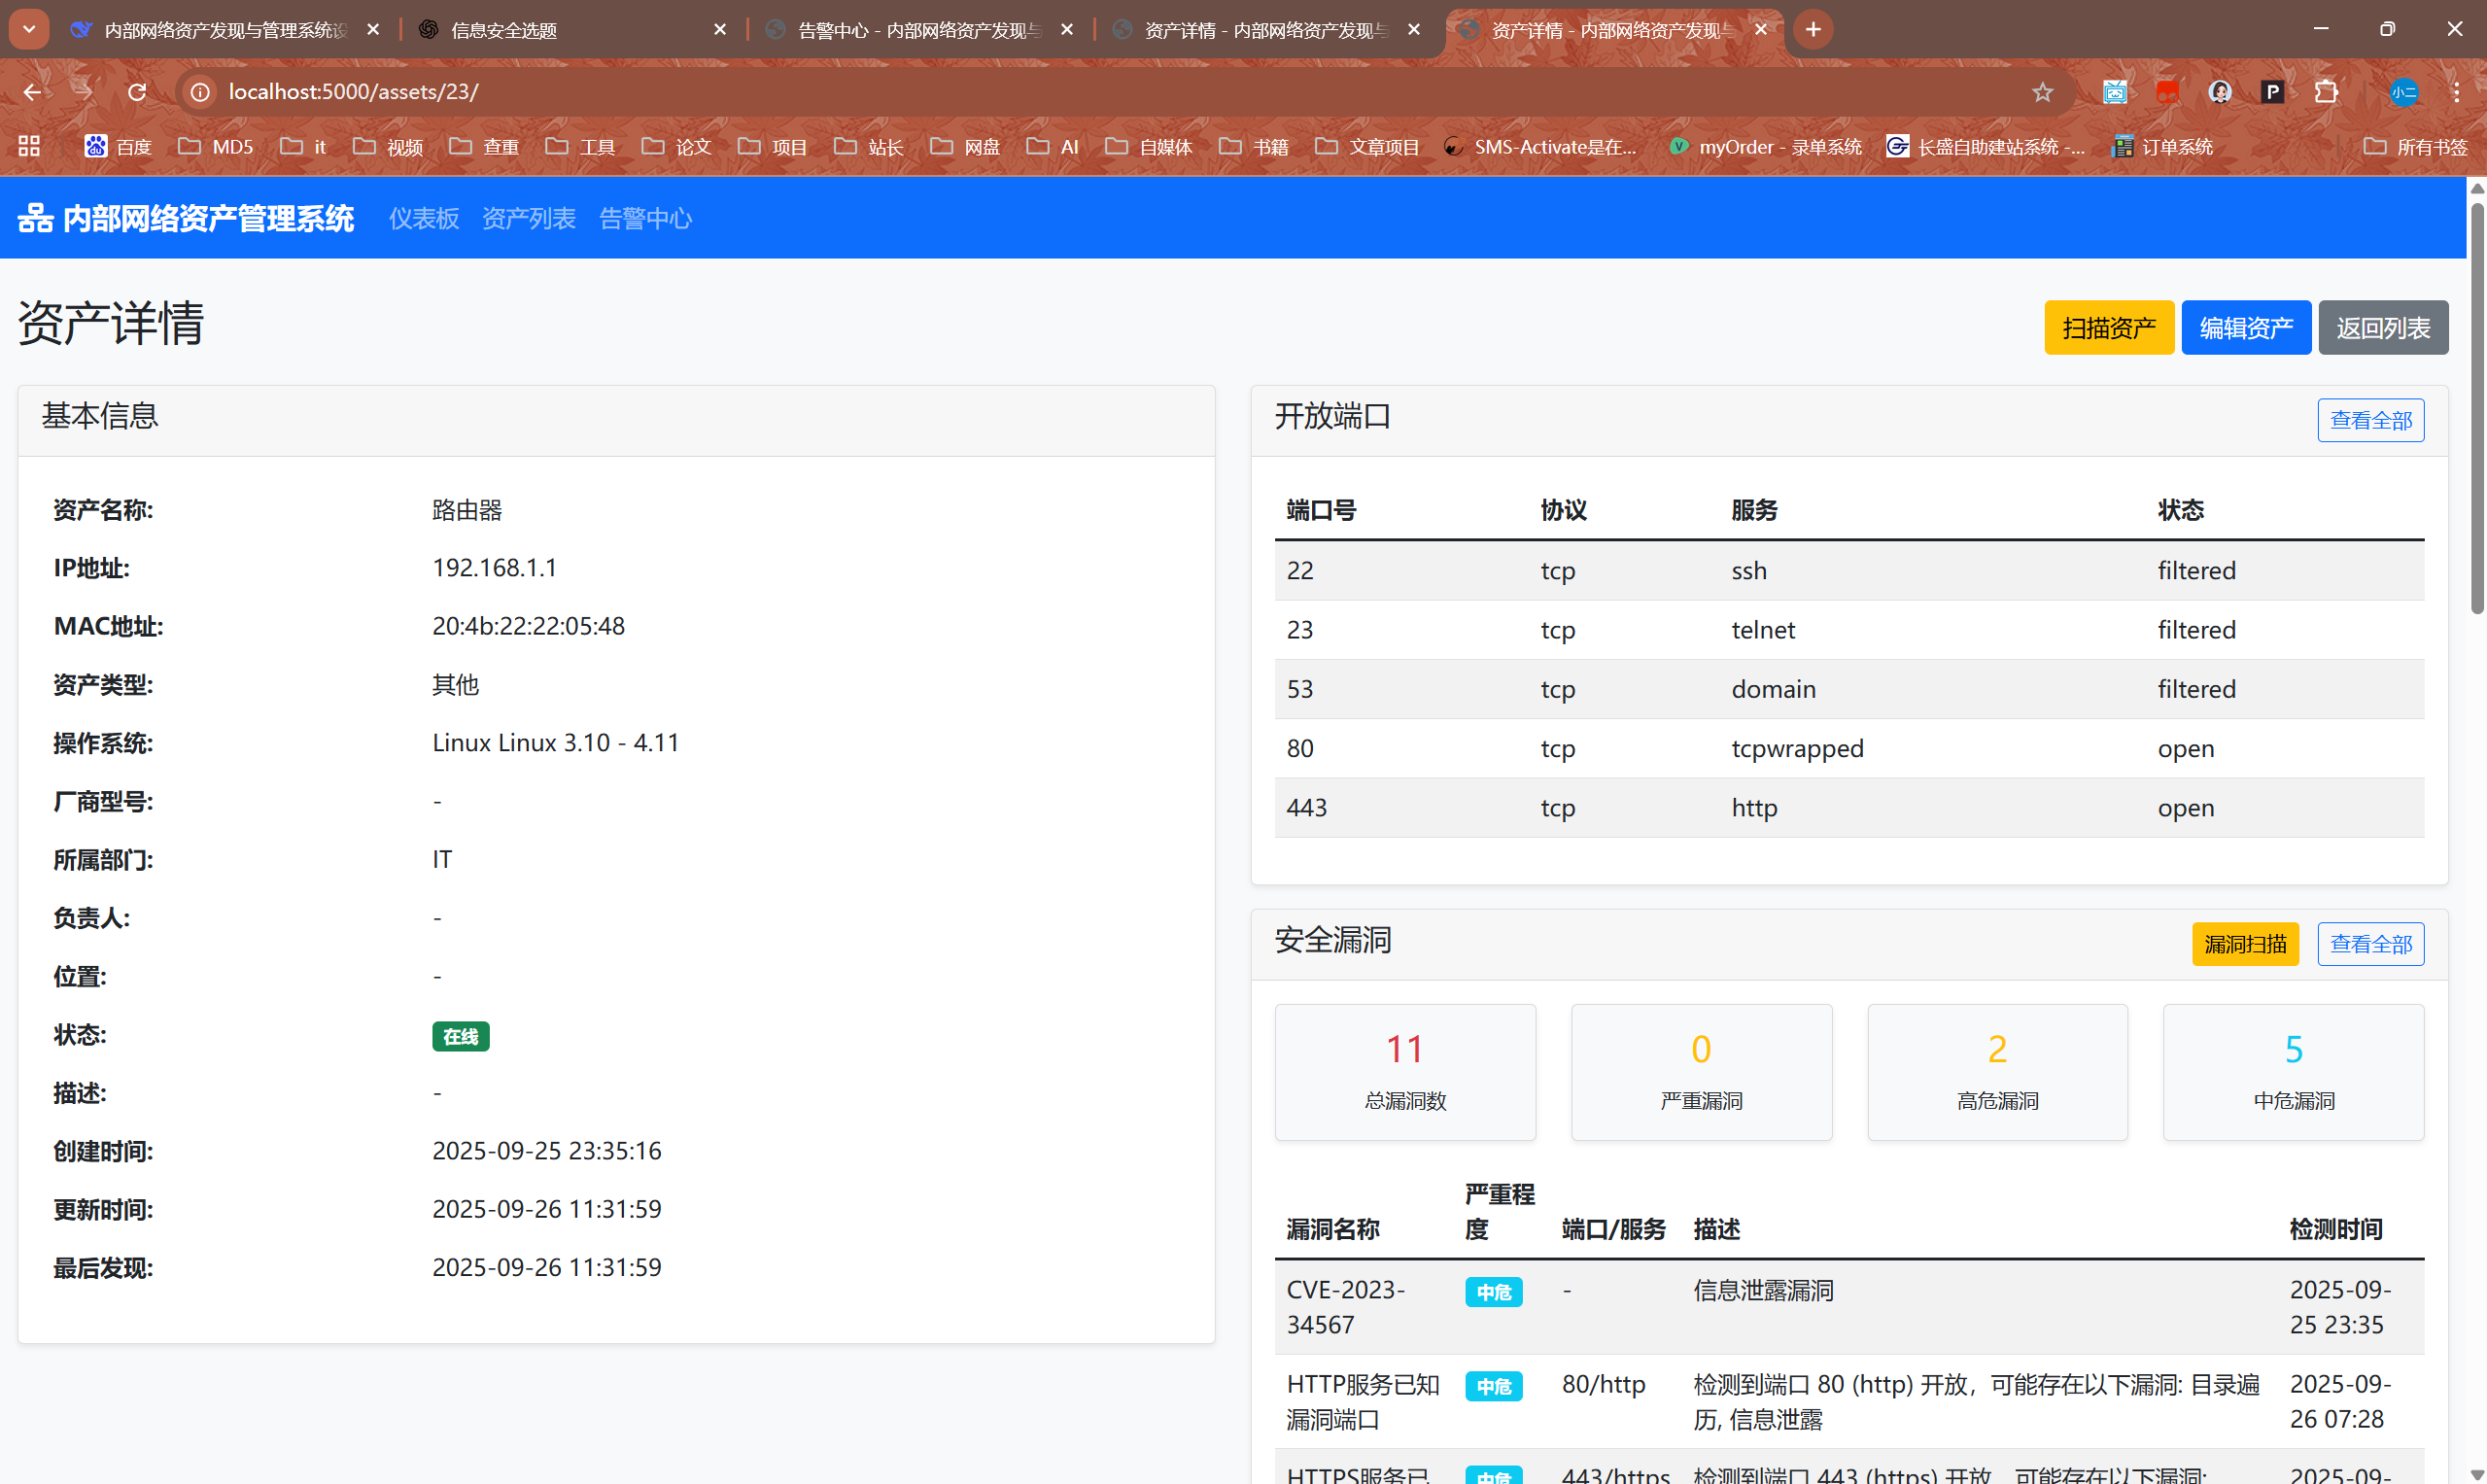 内部网络资产发现与管理系统设
信息安全选题
告警中心 - 内部网络资产发现与
资产详情 - 内部网络资产发现与
资产详情 - 内部网络资产发现与
localhost:5000/assets/23/
小二
百度 MD5 it 视频 查重 工具 论文 项目 站长 网盘 AI 自媒体 书籍 文章项目 SMS-Activate是在... myOrder - 录单系统 长盛自助建站系统 -... 订单系统 所有书签
内部网络资产管理系统 仪表板 资产列表 告警中心
资产详情
扫描资产 编辑资产 返回列表
基本信息
资产名称: 路由器
IP地址: 192.168.1.1
MAC地址: 20:4b:22:22:05:48
资产类型: 其他
操作系统: Linux Linux 3.10 - 4.11
厂商型号: -
所属部门: IT
负责人: -
位置: -
状态: 在线
描述: -
创建时间: 2025-09-25 23:35:16
更新时间: 2025-09-26 11:31:59
最后发现: 2025-09-26 11:31:59
开放端口 查看全部
端口号 协议 服务 状态
22 tcp ssh filtered
23 tcp telnet filtered
53 tcp domain filtered
80 tcp tcpwrapped open
443 tcp http open
安全漏洞 漏洞扫描 查看全部
11 0 2 5
总漏洞数 严重漏洞 高危漏洞 中危漏洞
漏洞名称 严重程度 端口/服务 描述 检测时间
CVE-2023-34567 中危 - 信息泄露漏洞 2025-09-25 23:35
HTTP服务已知漏洞端口 中危 80/http 检测到端口 80 (http) 开放，可能存在以下漏洞: 目录遍历, 信息泄露 2025-09-26 07:28
HTTPS服务已 中危 443/https 检测到端口 443 (https) 开放，可能存在以下漏洞: 2025-09-